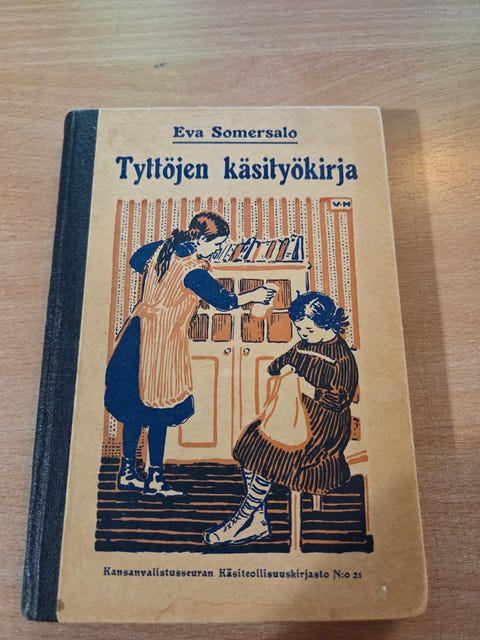 Eva Somersalo
Tyttöjen käsityökirja
V·H
Kansanvalistusseuran Käsiteollisuuskirjasto N:o 21